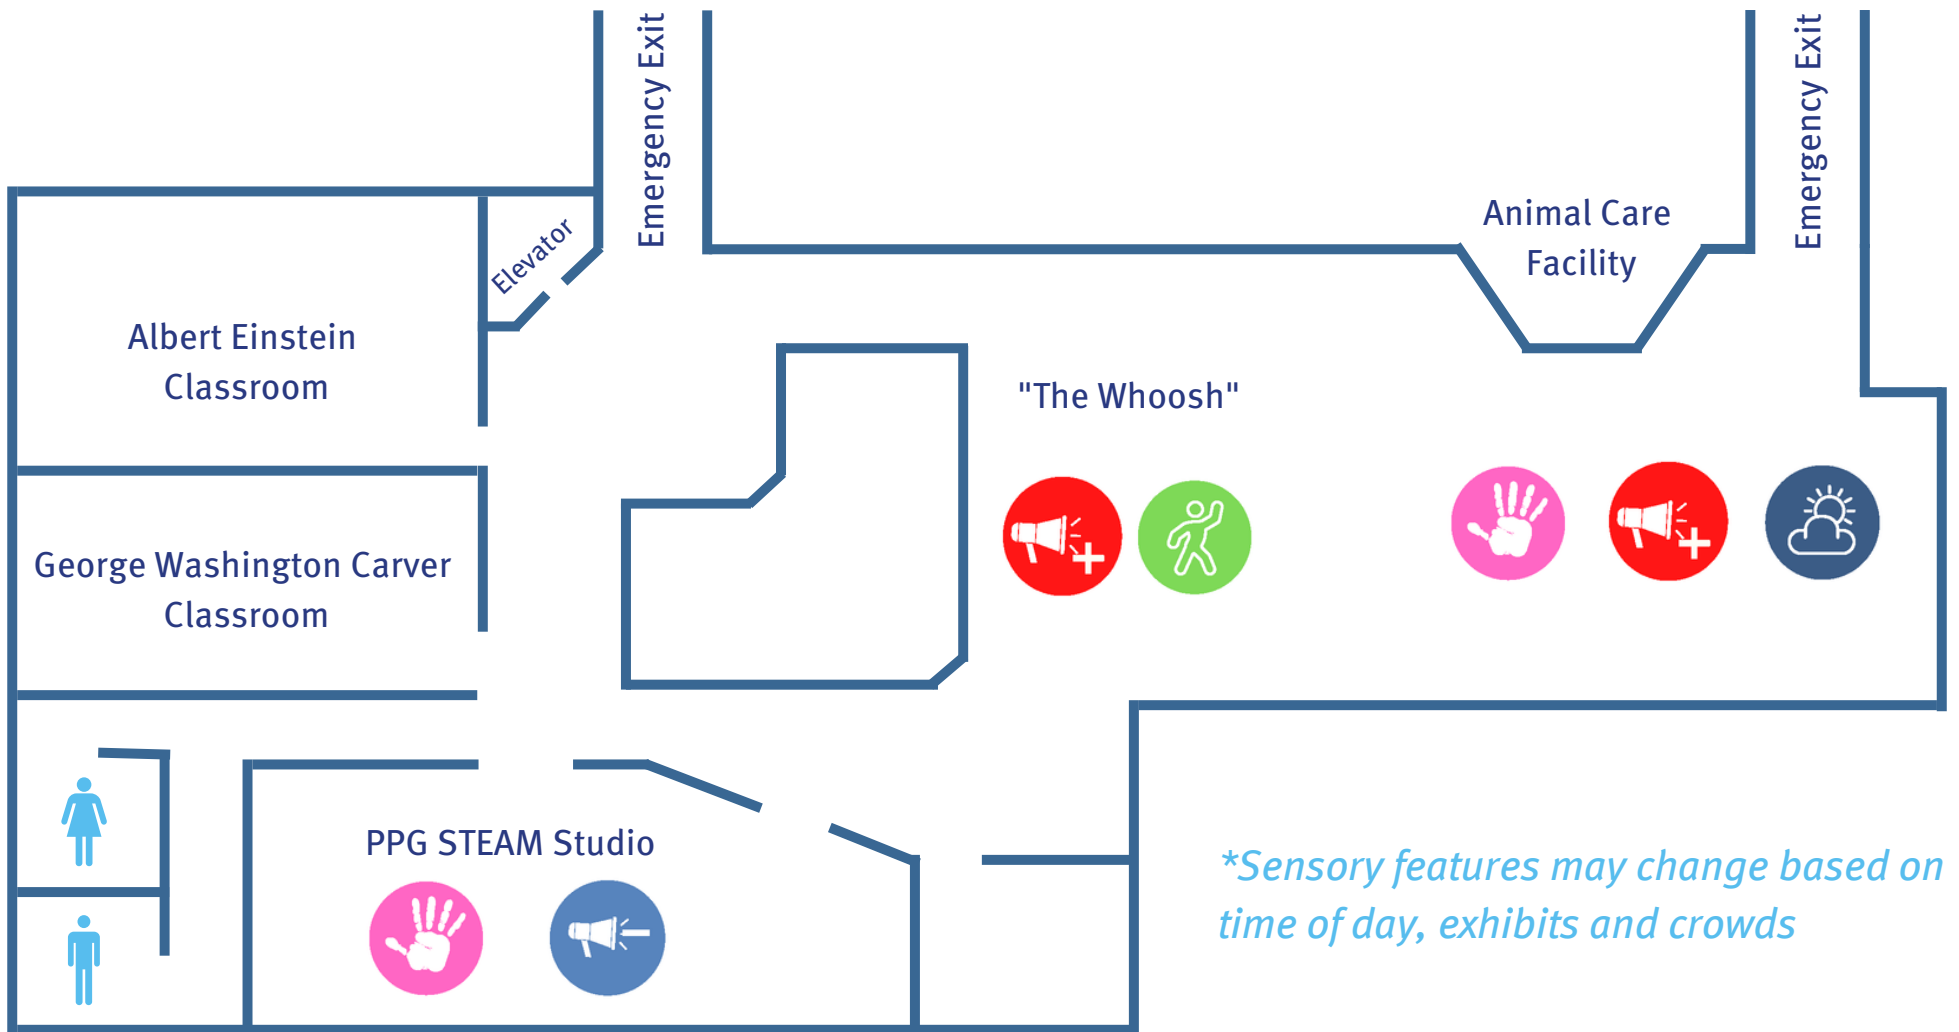 Emergency Exit
Emergency Exit
Animal Care
Facility
Elevator
Albert Einstein
Classroom
"The Whoosh"
George Washington Carver
Classroom
PPG STEAM Studio
*Sensory features may change based on
time of day, exhibits and crowds